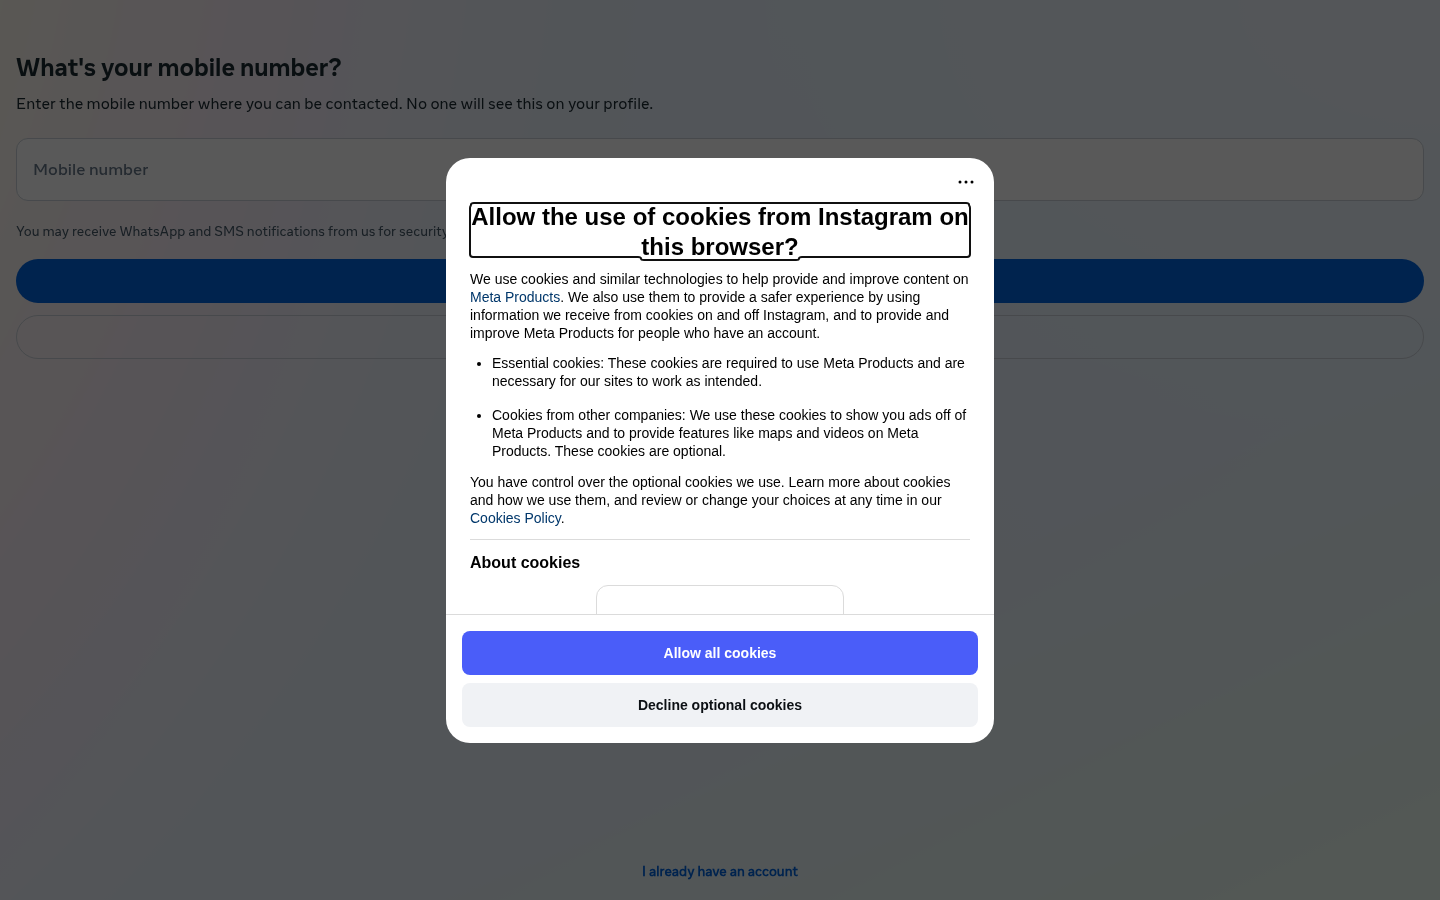 What's your mobile number?
Enter the mobile number where you can be contacted. No one will see this on your profile.
Mobile number
You may receive WhatsApp and SMS notifications from us for security
Allow the use of cookies from Instagram on
this browser?
We use cookies and similar technologies to help provide and improve content on
Meta Products. We also use them to provide a safer experience by using
information we receive from cookies on and off Instagram, and to provide and
improve Meta Products for people who have an account.
• Essential cookies: These cookies are required to use Meta Products and are
necessary for our sites to work as intended.
• Cookies from other companies: We use these cookies to show you ads off of
Meta Products and to provide features like maps and videos on Meta
Products. These cookies are optional.
You have control over the optional cookies we use. Learn more about cookies
and how we use them, and review or change your choices at any time in our
Cookies Policy.
About cookies
Allow all cookies
Decline optional cookies
I already have an account